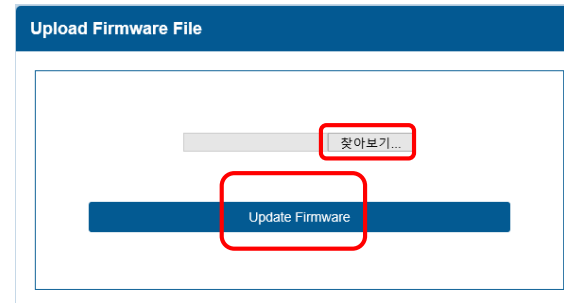 Upload Firmware File
찾아보기...
Update Firmware